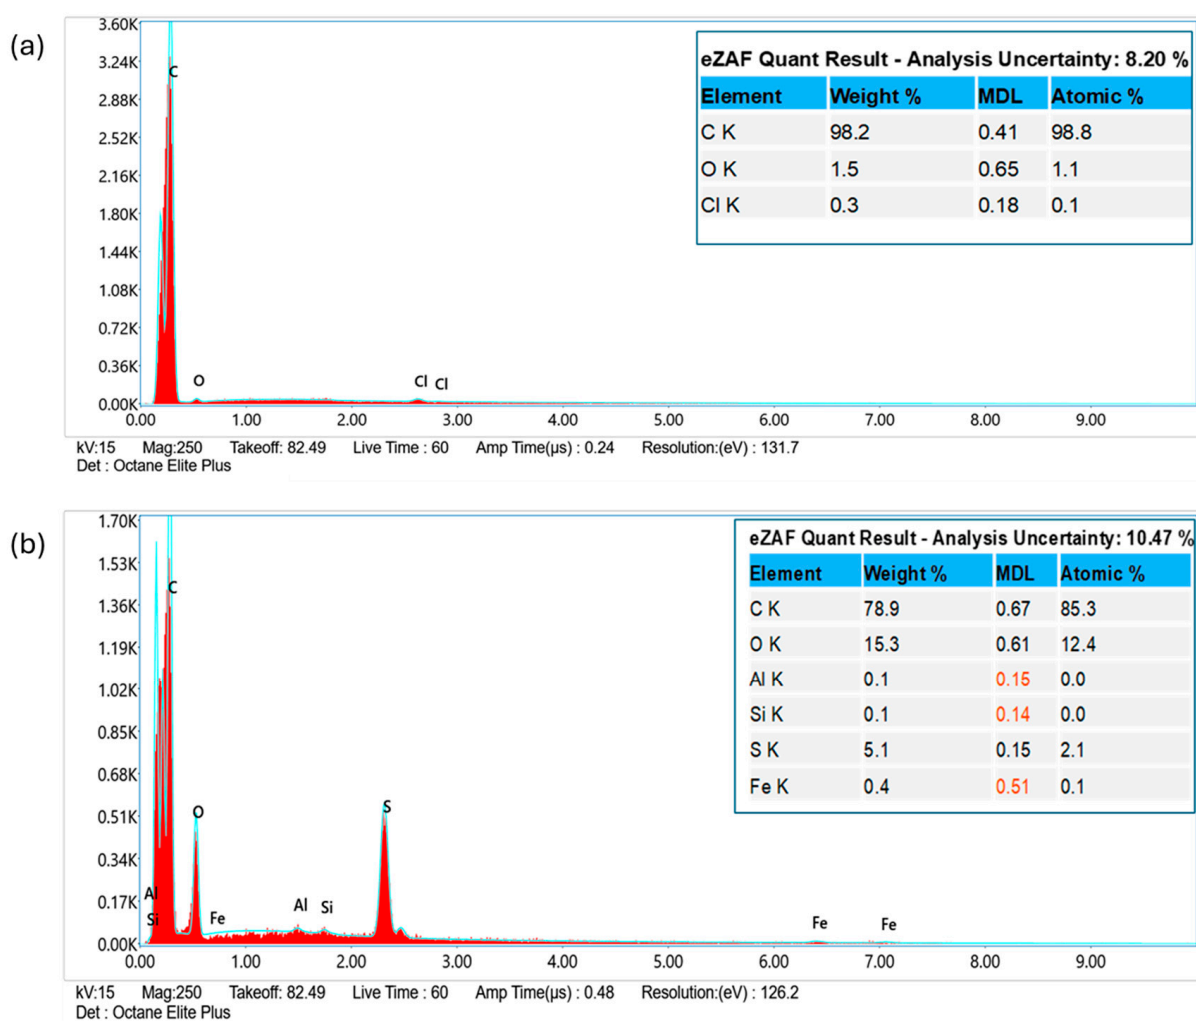 (a)
3.60K
3.24K
2.88K
2.52K
2.16K
1.80K
1.44K
1.08K
0.72K
0.36K
0.00K
C
O
Cl Cl
0.00 1.00 2.00 3.00 4.00 5.00 6.00 7.00 8.00 9.00
eZAF Quant Result - Analysis Uncertainty: 8.20 %
Element Weight % MDL Atomic %
C K 98.2 0.41 98.8
O K 1.5 0.65 1.1
Cl K 0.3 0.18 0.1
kV:15 Mag:250 Takeoff: 82.49 Live Time : 60 Amp Time(µs) : 0.24 Resolution:(eV) : 131.7
Det : Octane Elite Plus
(b)
1.70K
1.53K
1.36K
1.19K
1.02K
0.85K
0.68K
0.51K
0.34K
0.17K
0.00K
C
O
S
Al
Si
Fe
Al
Si
Fe
Fe
0.00 1.00 2.00 3.00 4.00 5.00 6.00 7.00 8.00 9.00
eZAF Quant Result - Analysis Uncertainty: 10.47 %
Element Weight % MDL Atomic %
C K 78.9 0.67 85.3
O K 15.3 0.61 12.4
Al K 0.1 0.15 0.0
Si K 0.1 0.14 0.0
S K 5.1 0.15 2.1
Fe K 0.4 0.51 0.1
kV:15 Mag:250 Takeoff: 82.49 Live Time : 60 Amp Time(µs) : 0.48 Resolution:(eV) : 126.2
Det : Octane Elite Plus